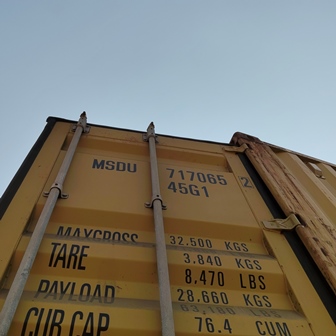 MSDU 717065 2
45G1
MAXGROSS 32.500 KGS
TARE 3.840 KGS
8,470 LBS
PAYLOAD 28.660 KGS
CUB.CAP. 76.4 CUM